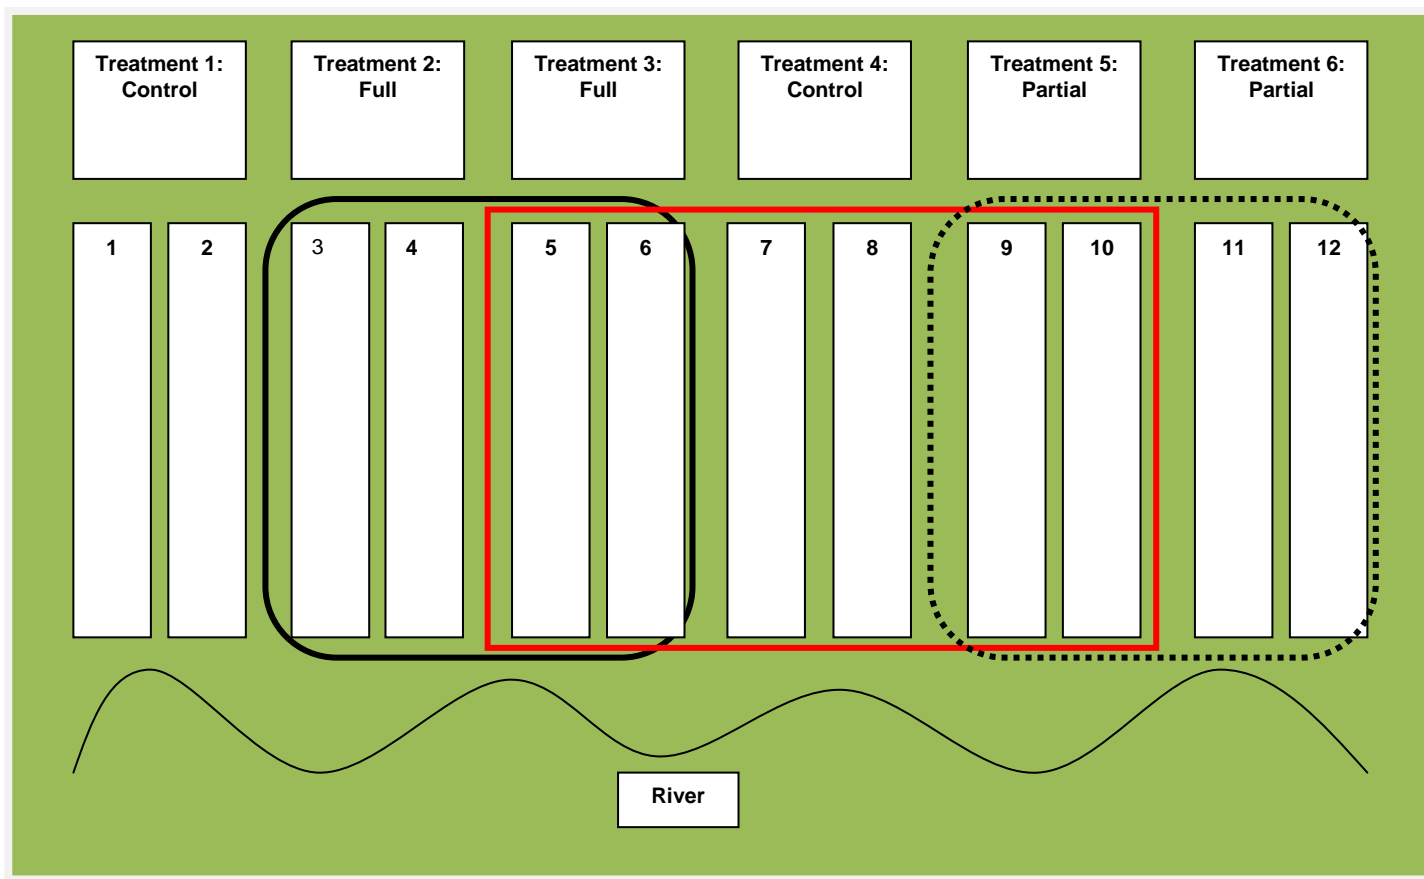 Treatment 1:
Control
Treatment 2:
Full
Treatment 3:
Full
Treatment 4:
Control
Treatment 5:
Partial
Treatment 6:
Partial
1
2
3
4
5
6
7
8
9
10
11
12
River